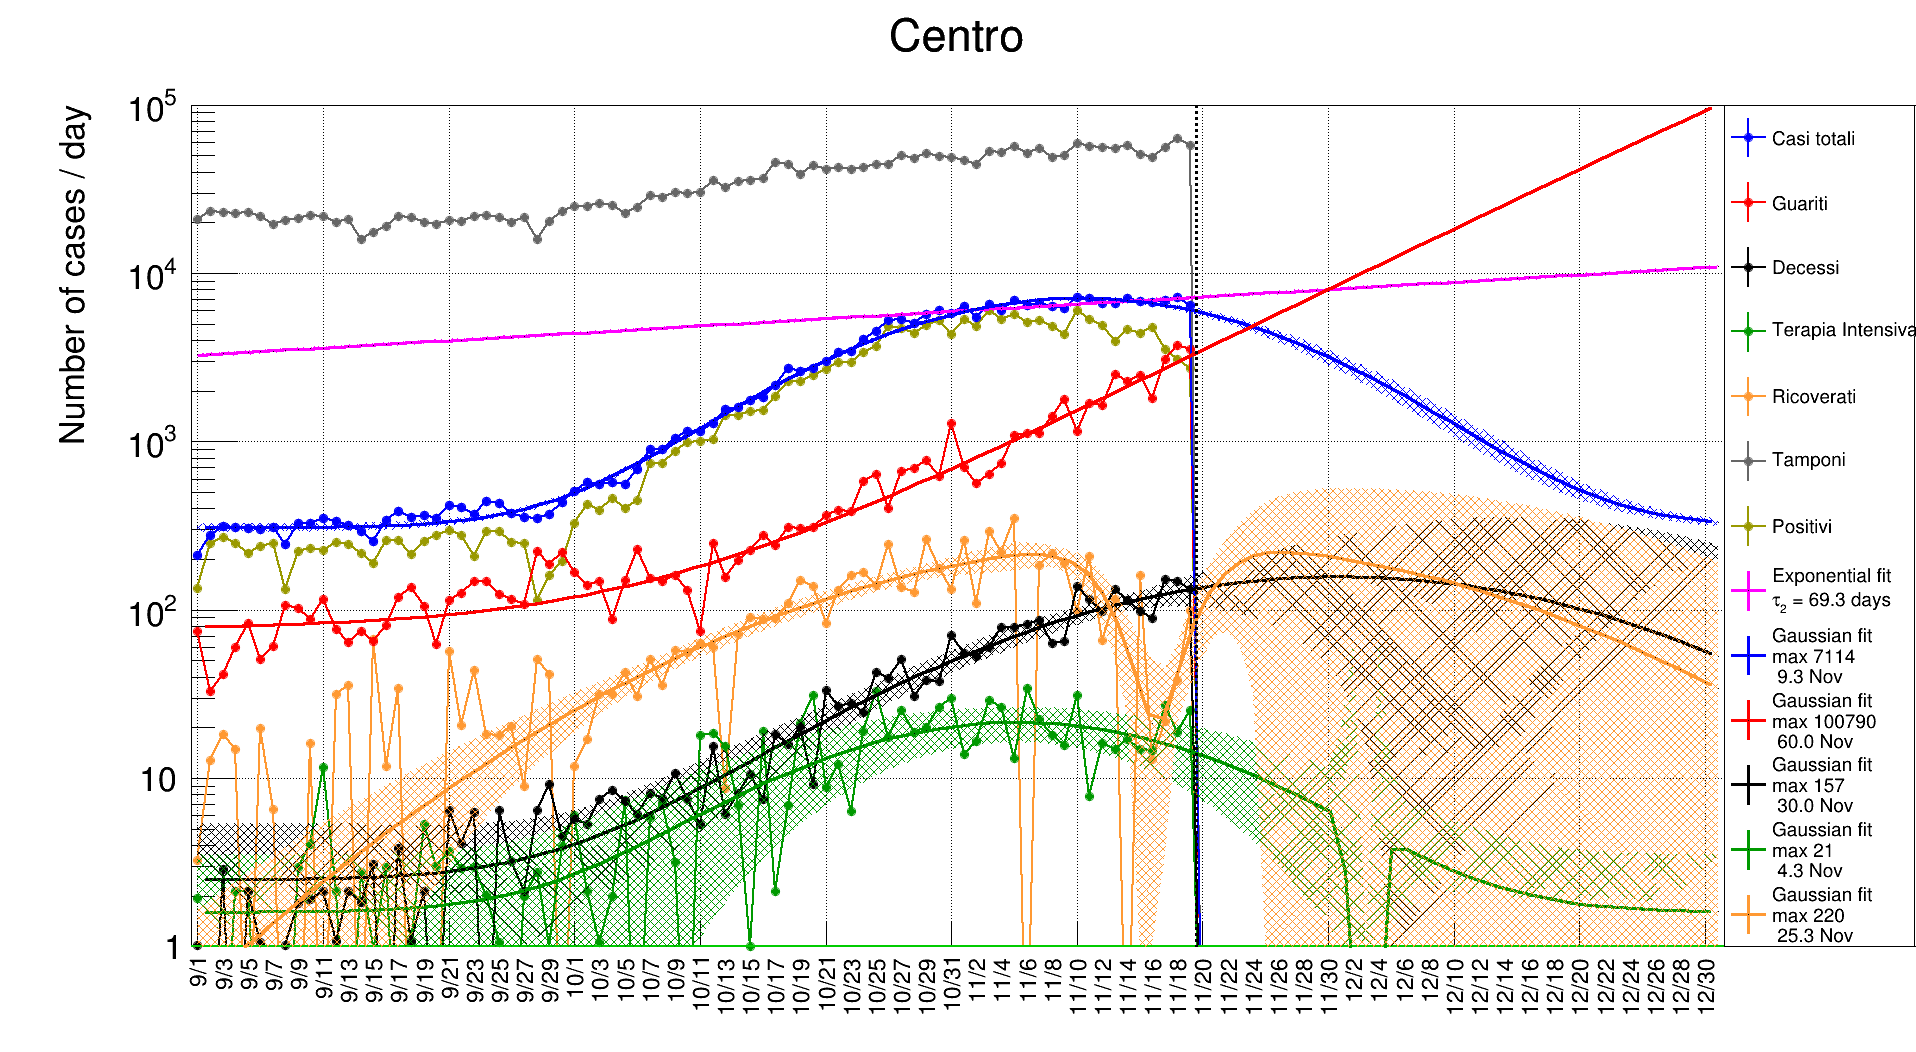 Centro
Number of cases / day
10^5
10^4
10^3
10^2
10
1
9/1
9/3
9/5
9/7
9/9
9/11
9/13
9/15
9/17
9/19
9/21
9/23
9/25
9/27
9/29
10/1
10/3
10/5
10/7
10/9
10/11
10/13
10/15
10/17
10/19
10/21
10/23
10/25
10/27
10/29
10/31
11/2
11/4
11/6
11/8
11/10
11/12
11/14
11/16
11/18
11/20
11/22
11/24
11/26
11/28
11/30
12/2
12/4
12/6
12/8
12/10
12/12
12/14
12/16
12/18
12/20
12/22
12/24
12/26
12/28
12/30
Casi totali
Guariti
Decessi
Terapia Intensiva
Ricoverati
Tamponi
Positivi
Exponential fit
τ2 = 69.3 days
Gaussian fit
max 7114
9.3 Nov
Gaussian fit
max 100790
60.0 Nov
Gaussian fit
max 157
30.0 Nov
Gaussian fit
max 21
4.3 Nov
Gaussian fit
max 220
25.3 Nov